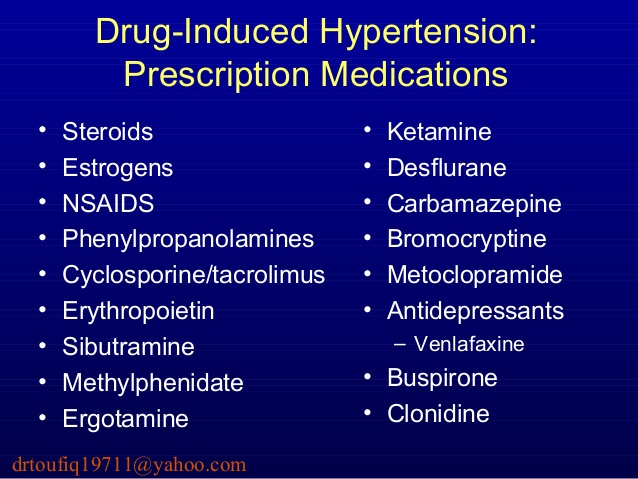 Drug-Induced Hypertension:
Prescription Medications
• Steroids
• Estrogens
• NSAIDS
• Phenylpropanolamines
• Cyclosporine/tacrolimus
• Erythropoietin
• Sibutramine
• Methylphenidate
• Ergotamine
• Ketamine
• Desflurane
• Carbamazepine
• Bromocryptine
• Metoclopramide
• Antidepressants
– Venlafaxine
• Buspirone
• Clonidine
drtoufiq19711@yahoo.com